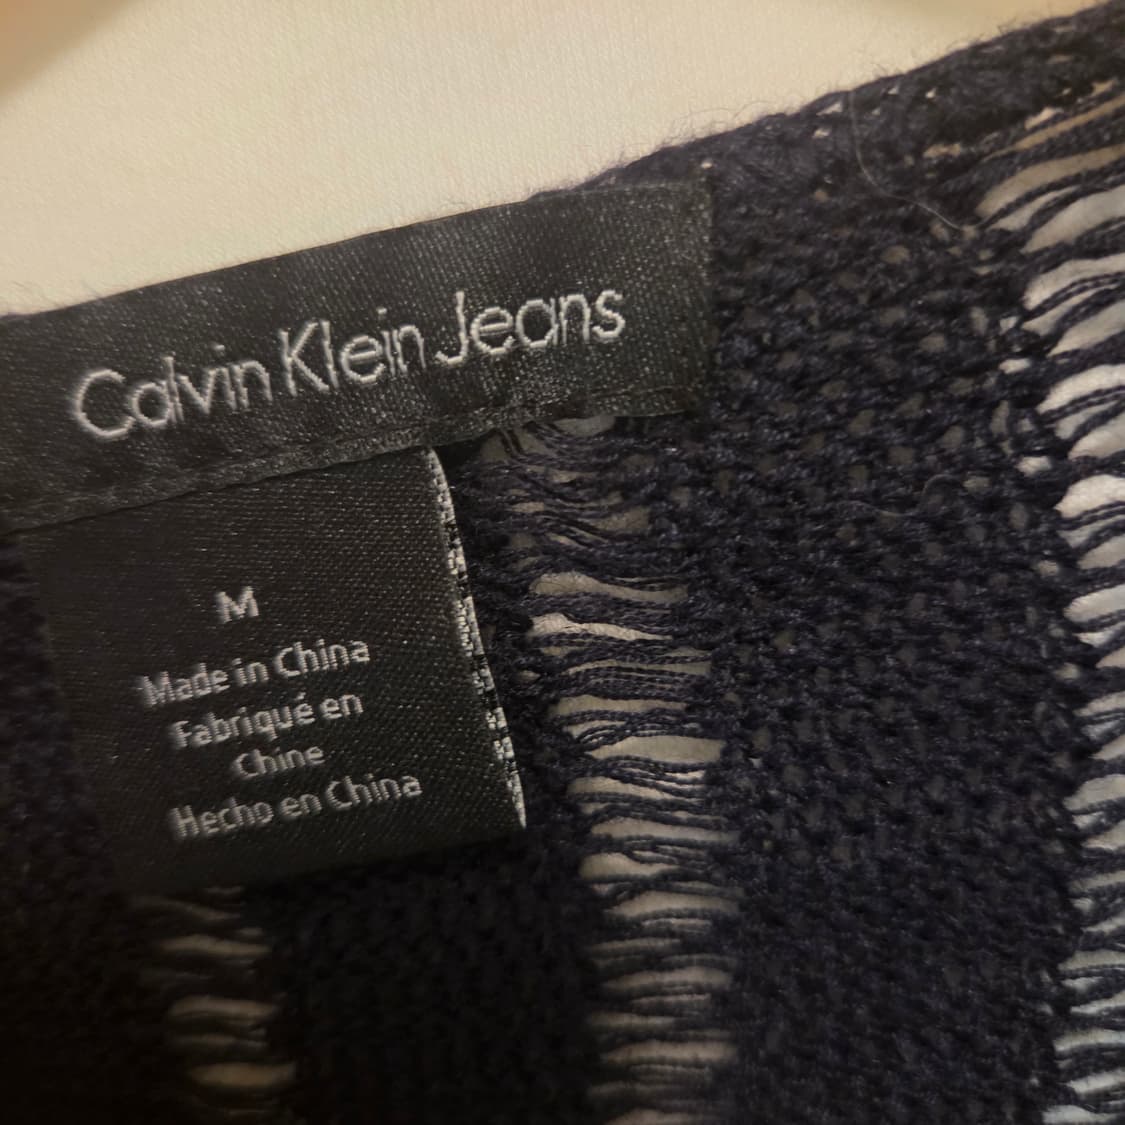 Calvin Klein Jeans
M
Made in China
Fabriqué en
Chine
Hecho en China